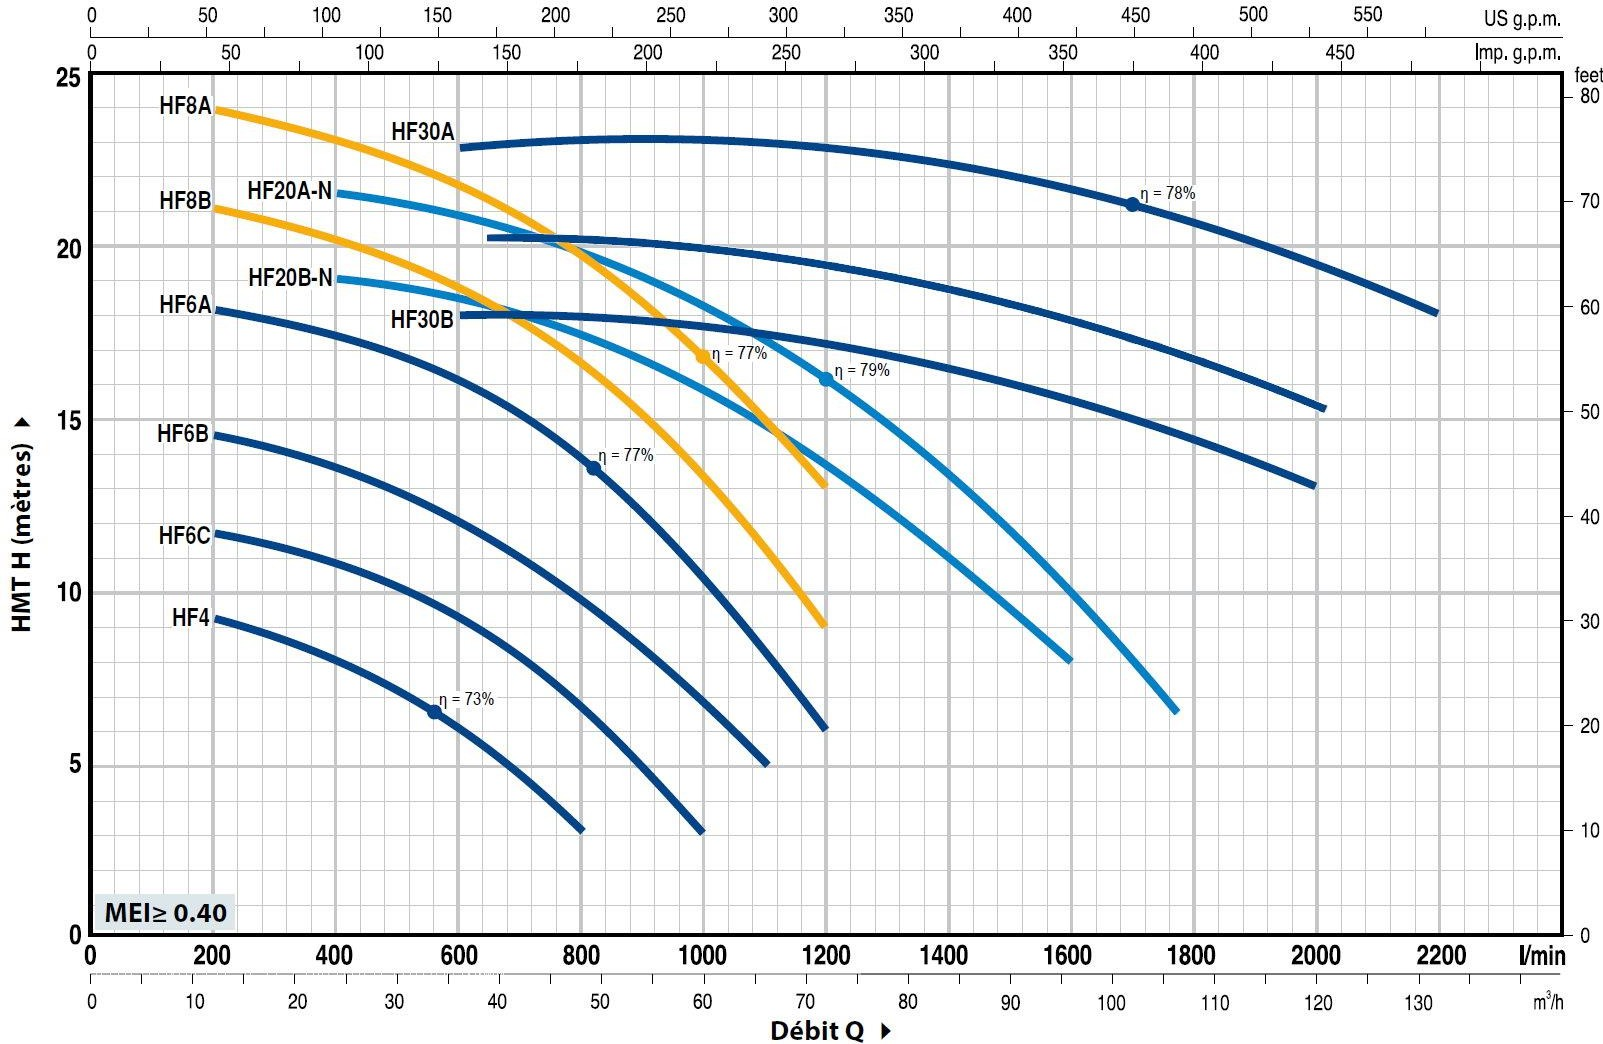 0 50 100 150 200 250 300 350 400 450 500 550 US g.p.m.
0 50 100 150 200 250 300 350 400 450 Imp. g.p.m.
feet
25
80
HF8A
HF30A
HF20A-N
η = 78%
HF8B
70
20
HF20B-N
HF6A
60
HF30B
η = 77%
η = 79%
50
15
HF6B
η = 77%
40
HF6C
10
HF4
30
η = 73%
20
5
10
MEI≥ 0.40
0
0
HMT H (mètres)
0 200 400 600 800 1000 1200 1400 1600 1800 2000 2200 l/min
0 10 20 30 40 50 60 70 80 90 100 110 120 130 m³/h
Débit Q